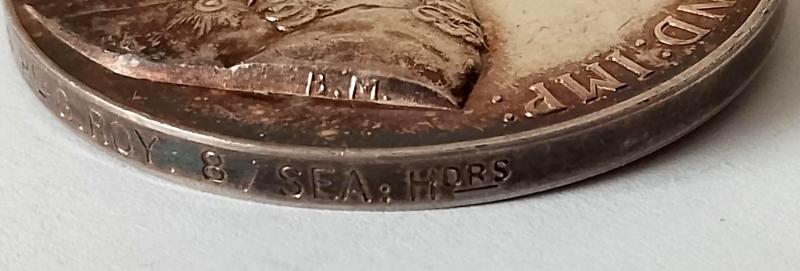 B.M.
IND: IMP:
B. ROY. 8/SEA: HDRS